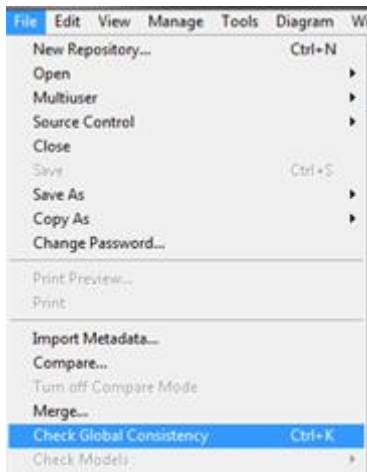 File Edit View Manage Tools Diagram W
New Repository... Ctrl+N
Open
Multiuser
Source Control
Close
Save Ctrl+S
Save As
Copy As
Change Password...
Print Preview...
Print
Import Metadata...
Compare...
Turn off Compare Mode
Merge...
Check Global Consistency Ctrl+K
Check Models